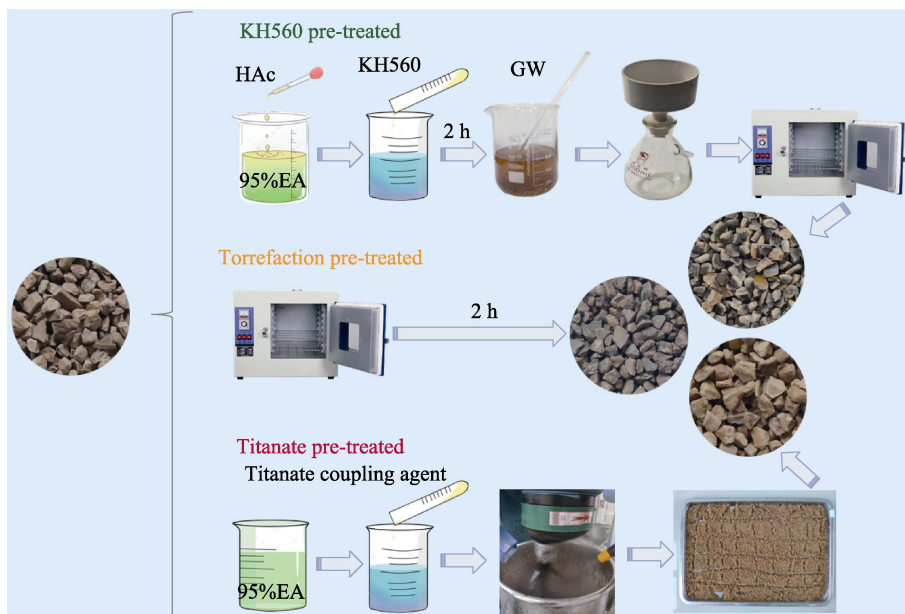 KH560 pre-treated
HAc
KH560
GW
2 h
95%EA
Torrefaction pre-treated
2 h
Titanate pre-treated
Titanate coupling agent
95%EA